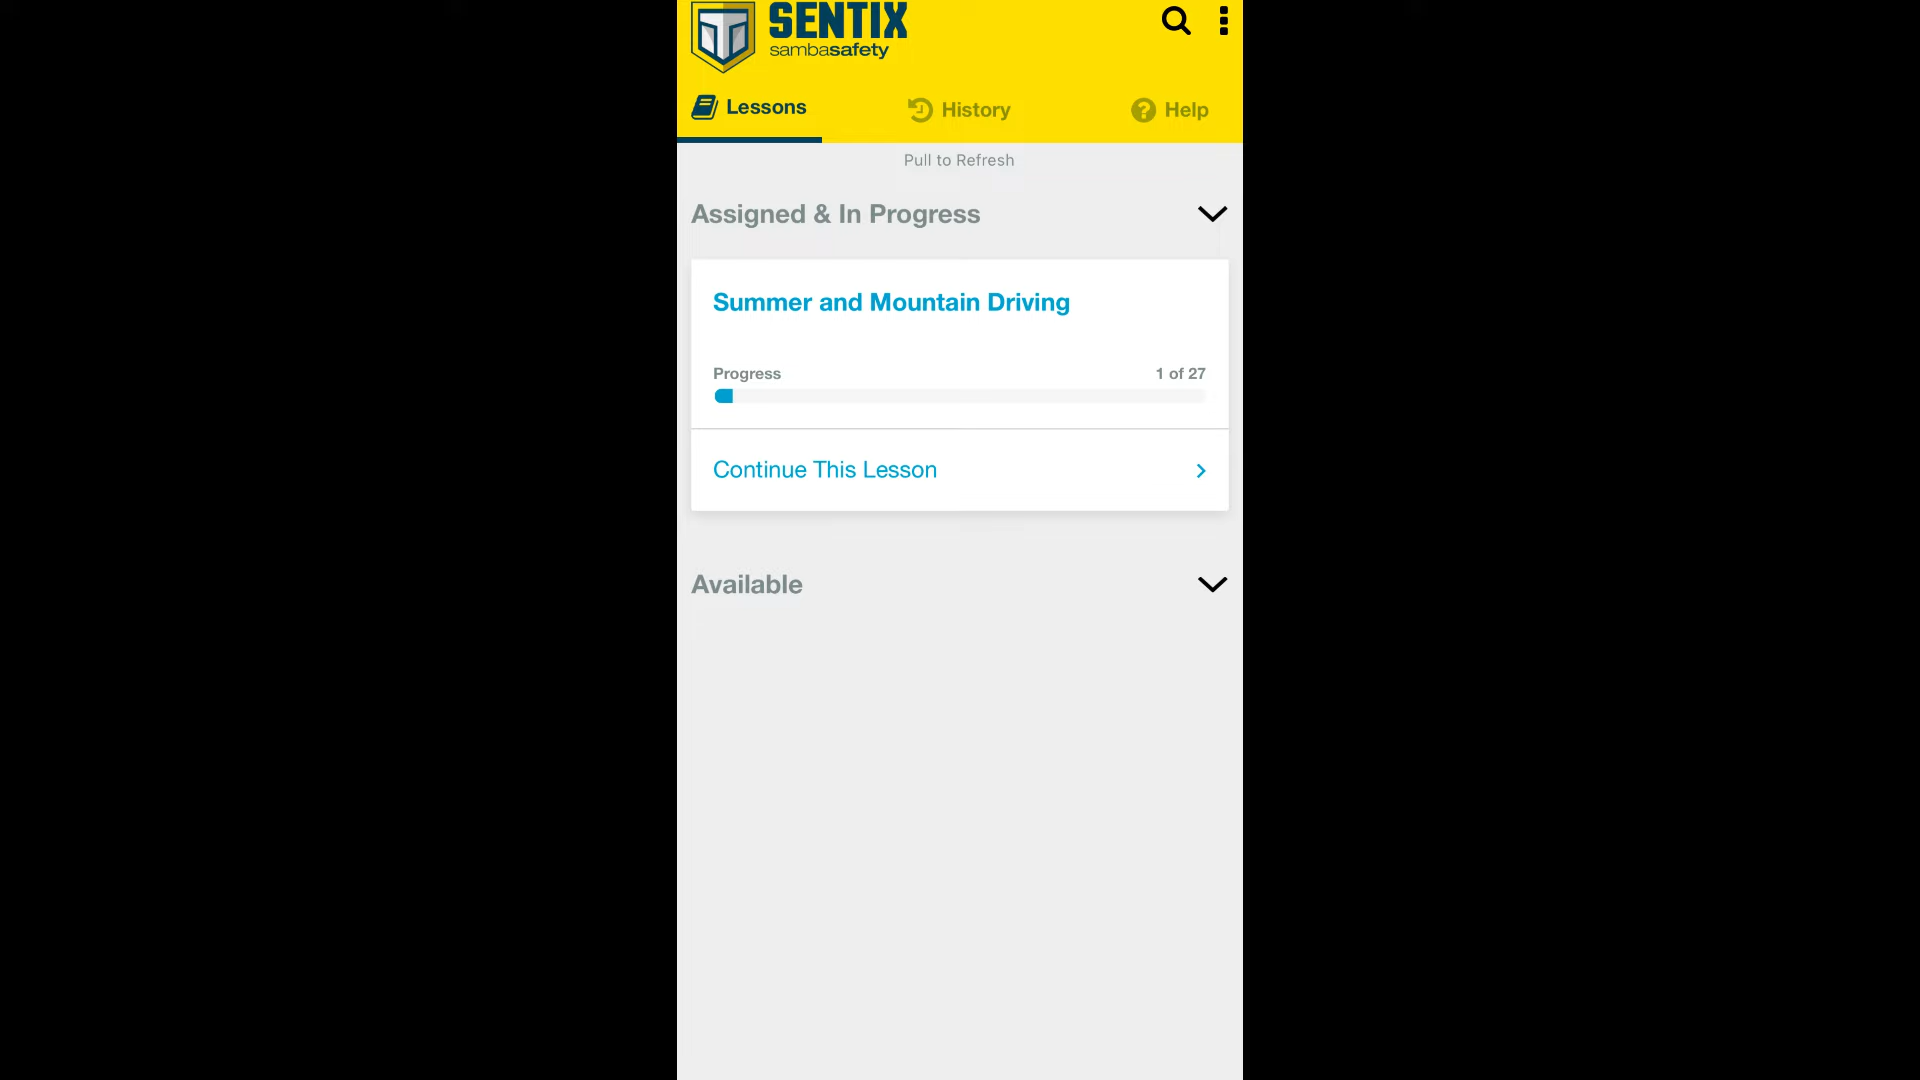 SENTIX
sambasafety
Lessons
History
Help
Pull to Refresh
Assigned & In Progress
Summer and Mountain Driving
Progress
1 of 27
Continue This Lesson
Available